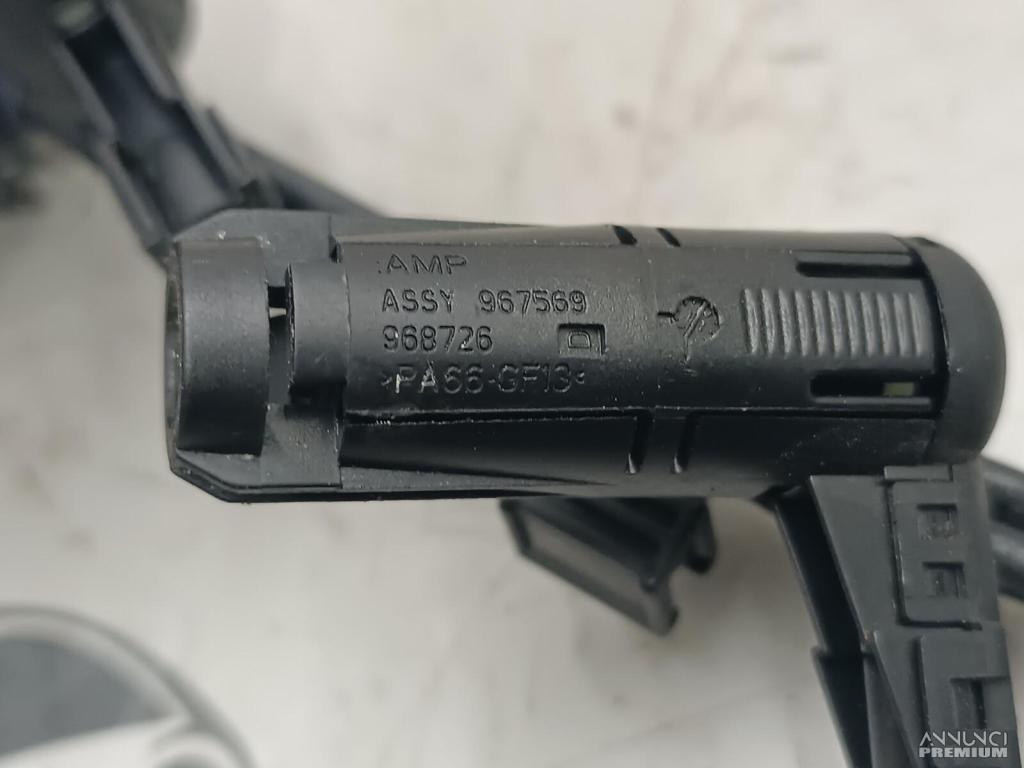 :AMP
ASSY 967569
968726 D
>PA66-GF13<
ANNUNCI
PREMIUM